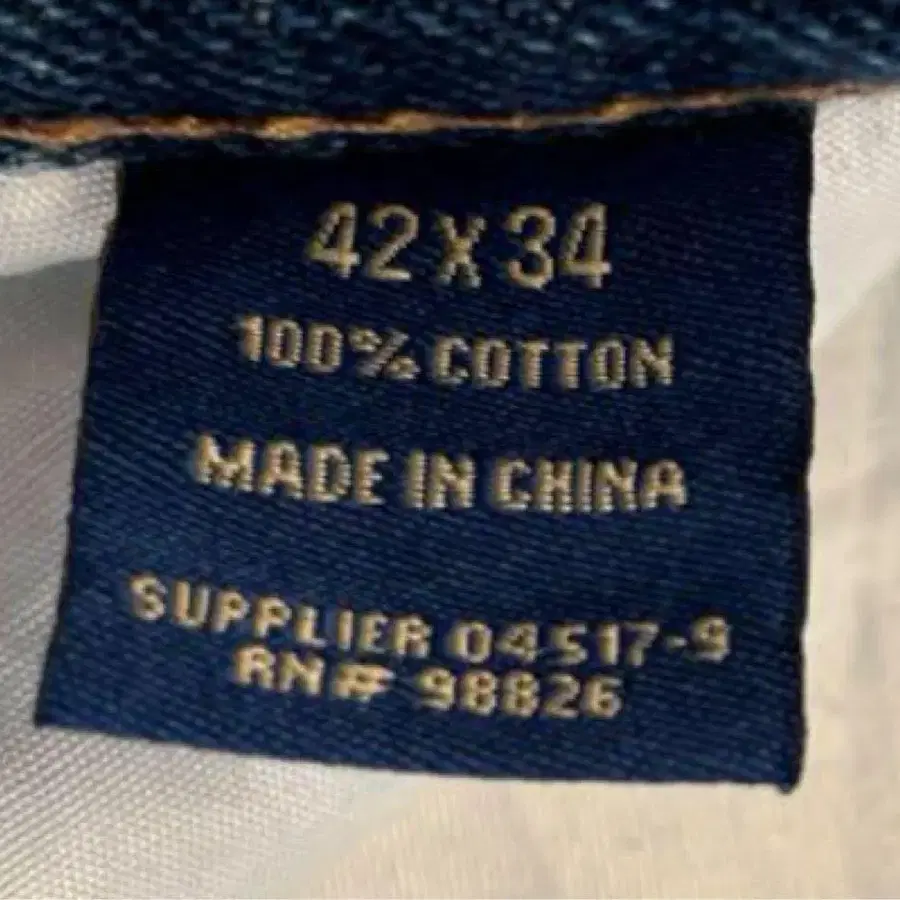 42 X 34
100% COTTON
MADE IN CHINA
SUPPLIER 04517-9
RN# 98826